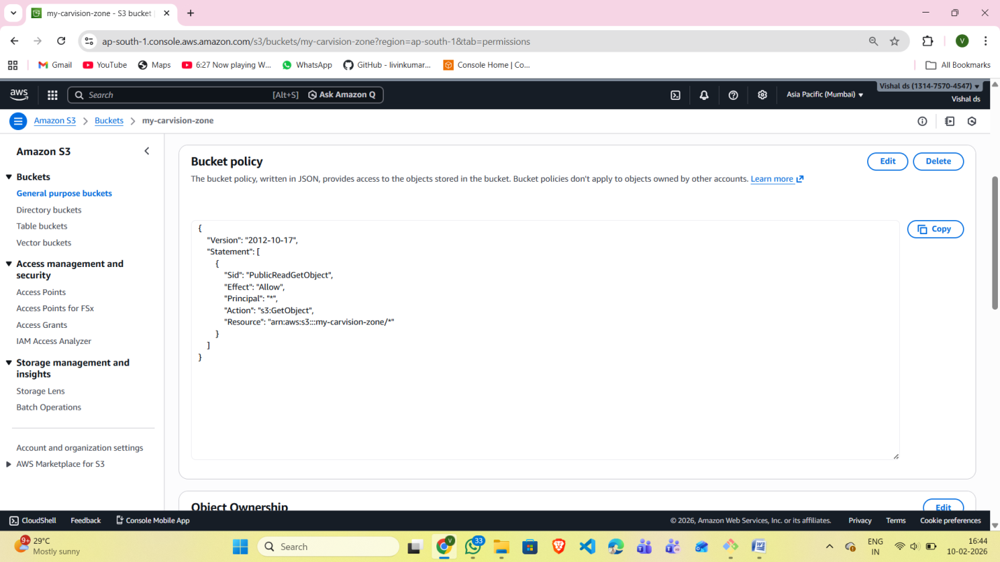 my-carvision-zone - S3 bucket
ap-south-1.console.aws.amazon.com/s3/buckets/my-carvision-zone?region=ap-south-1&tab=permissions
V
Gmail
YouTube
Maps
6:27 Now playing W...
WhatsApp
GitHub - livinkumar...
Console Home | Co...
All Bookmarks
aws
Search
[Alt+S]
Ask Amazon Q
Asia Pacific (Mumbai)
Vishal ds (1314-7570-4547)
Vishal ds
Amazon S3
Buckets
my-carvision-zone
Amazon S3
Buckets
General purpose buckets
Directory buckets
Table buckets
Vector buckets
Access management and
security
Access Points
Access Points for FSx
Access Grants
IAM Access Analyzer
Storage management and
insights
Storage Lens
Batch Operations
Account and organization settings
AWS Marketplace for S3
Bucket policy
Edit
Delete
The bucket policy, written in JSON, provides access to the objects stored in the bucket. Bucket policies don't apply to objects owned by other accounts. Learn more
Copy
{
"Version": "2012-10-17",
"Statement": [
{
"Sid": "PublicReadGetObject",
"Effect": "Allow",
"Principal": "*",
"Action": "s3:GetObject",
"Resource": "arn:aws:s3:::my-carvision-zone/*"
}
]
}
Object Ownership
Edit
CloudShell
Feedback
Console Mobile App
© 2026, Amazon Web Services, Inc. or its affiliates.
Privacy
Terms
Cookie preferences
9+
29°C
Mostly sunny
Search
V
33
ENG
IN
16:44
10-02-2026